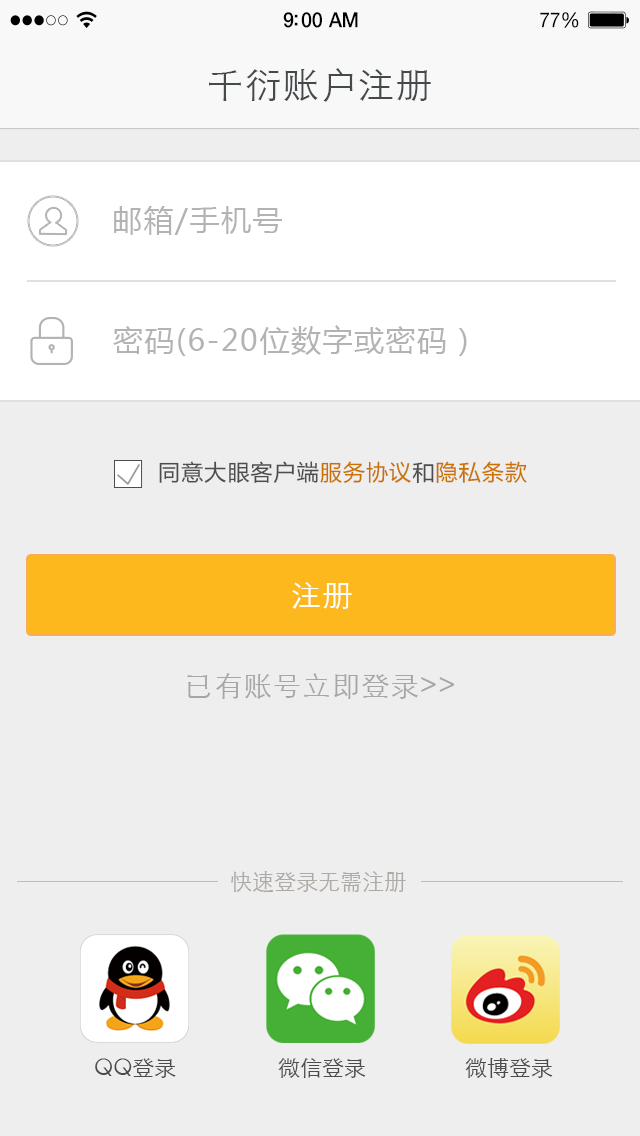 9:00 AM 77%
千衍账户注册
邮箱/手机号
密码(6-20位数字或密码 )
同意大眼客户端服务协议和隐私条款
注册
已有账号立即登录>>
快速登录无需注册
QQ登录 微信登录 微博登录